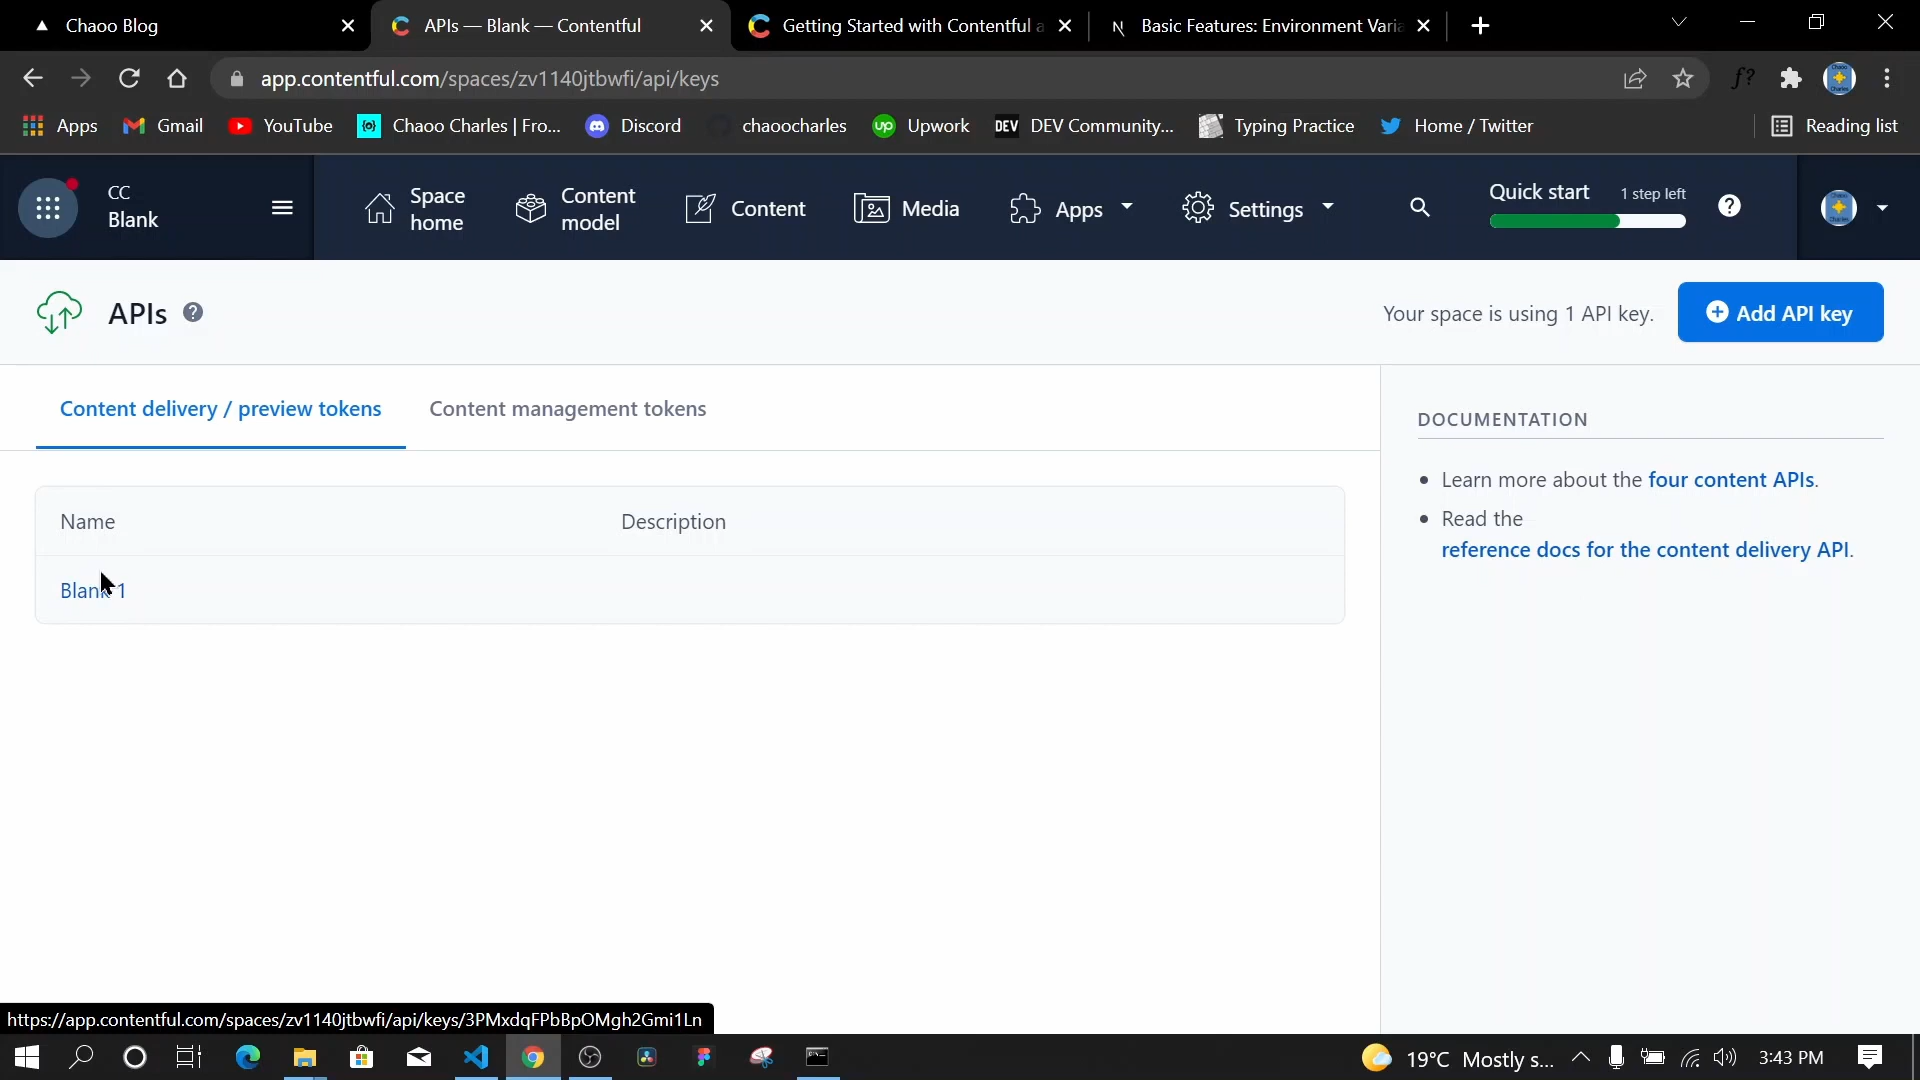 Chaoo Blog
APIs — Blank — Contentful
Getting Started with Contentful a
Basic Features: Environment Varia
app.contentful.com/spaces/zv1140jtbwfi/api/keys
f?
Apps
Gmail
YouTube
Chaoo Charles | Fro...
Discord
chaoocharles
Upwork
DEV Community...
Typing Practice
Home / Twitter
Reading list
CC
Blank
Space
home
Content
model
Content
Media
Apps
Settings
Quick start
1 step left
APIs
Your space is using 1 API key.
Add API key
Content delivery / preview tokens
Content management tokens
DOCUMENTATION
Learn more about the four content APIs.
Read the
reference docs for the content delivery API.
Name
Description
Blank 1
https://app.contentful.com/spaces/zv1140jtbwfi/api/keys/3PMxdqFPbBpOMgh2Gmi1Ln
19°C Mostly s...
3:43 PM